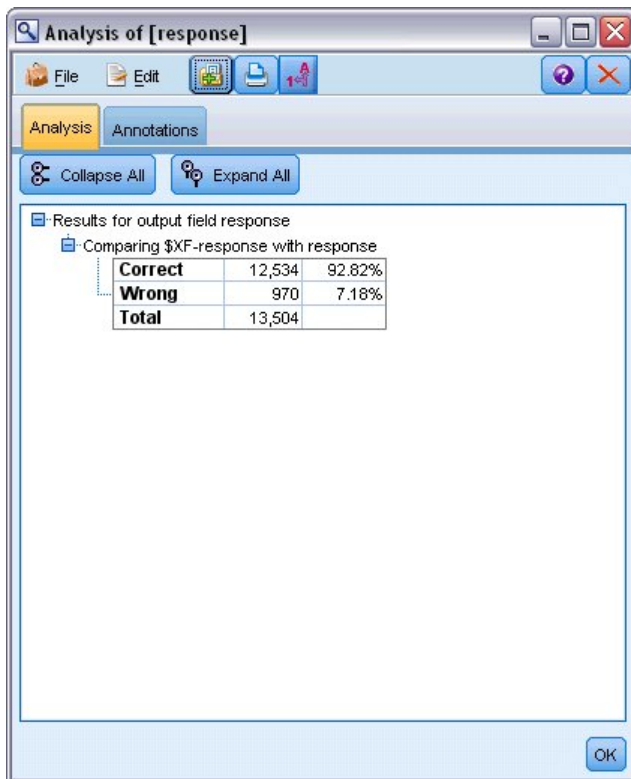 Analysis of [response]
File Edit
Analysis Annotations
Collapse All Expand All
Results for output field response
Comparing $XF-response with response
Correct 12,534 92.82%
Wrong 970 7.18%
Total 13,504
OK